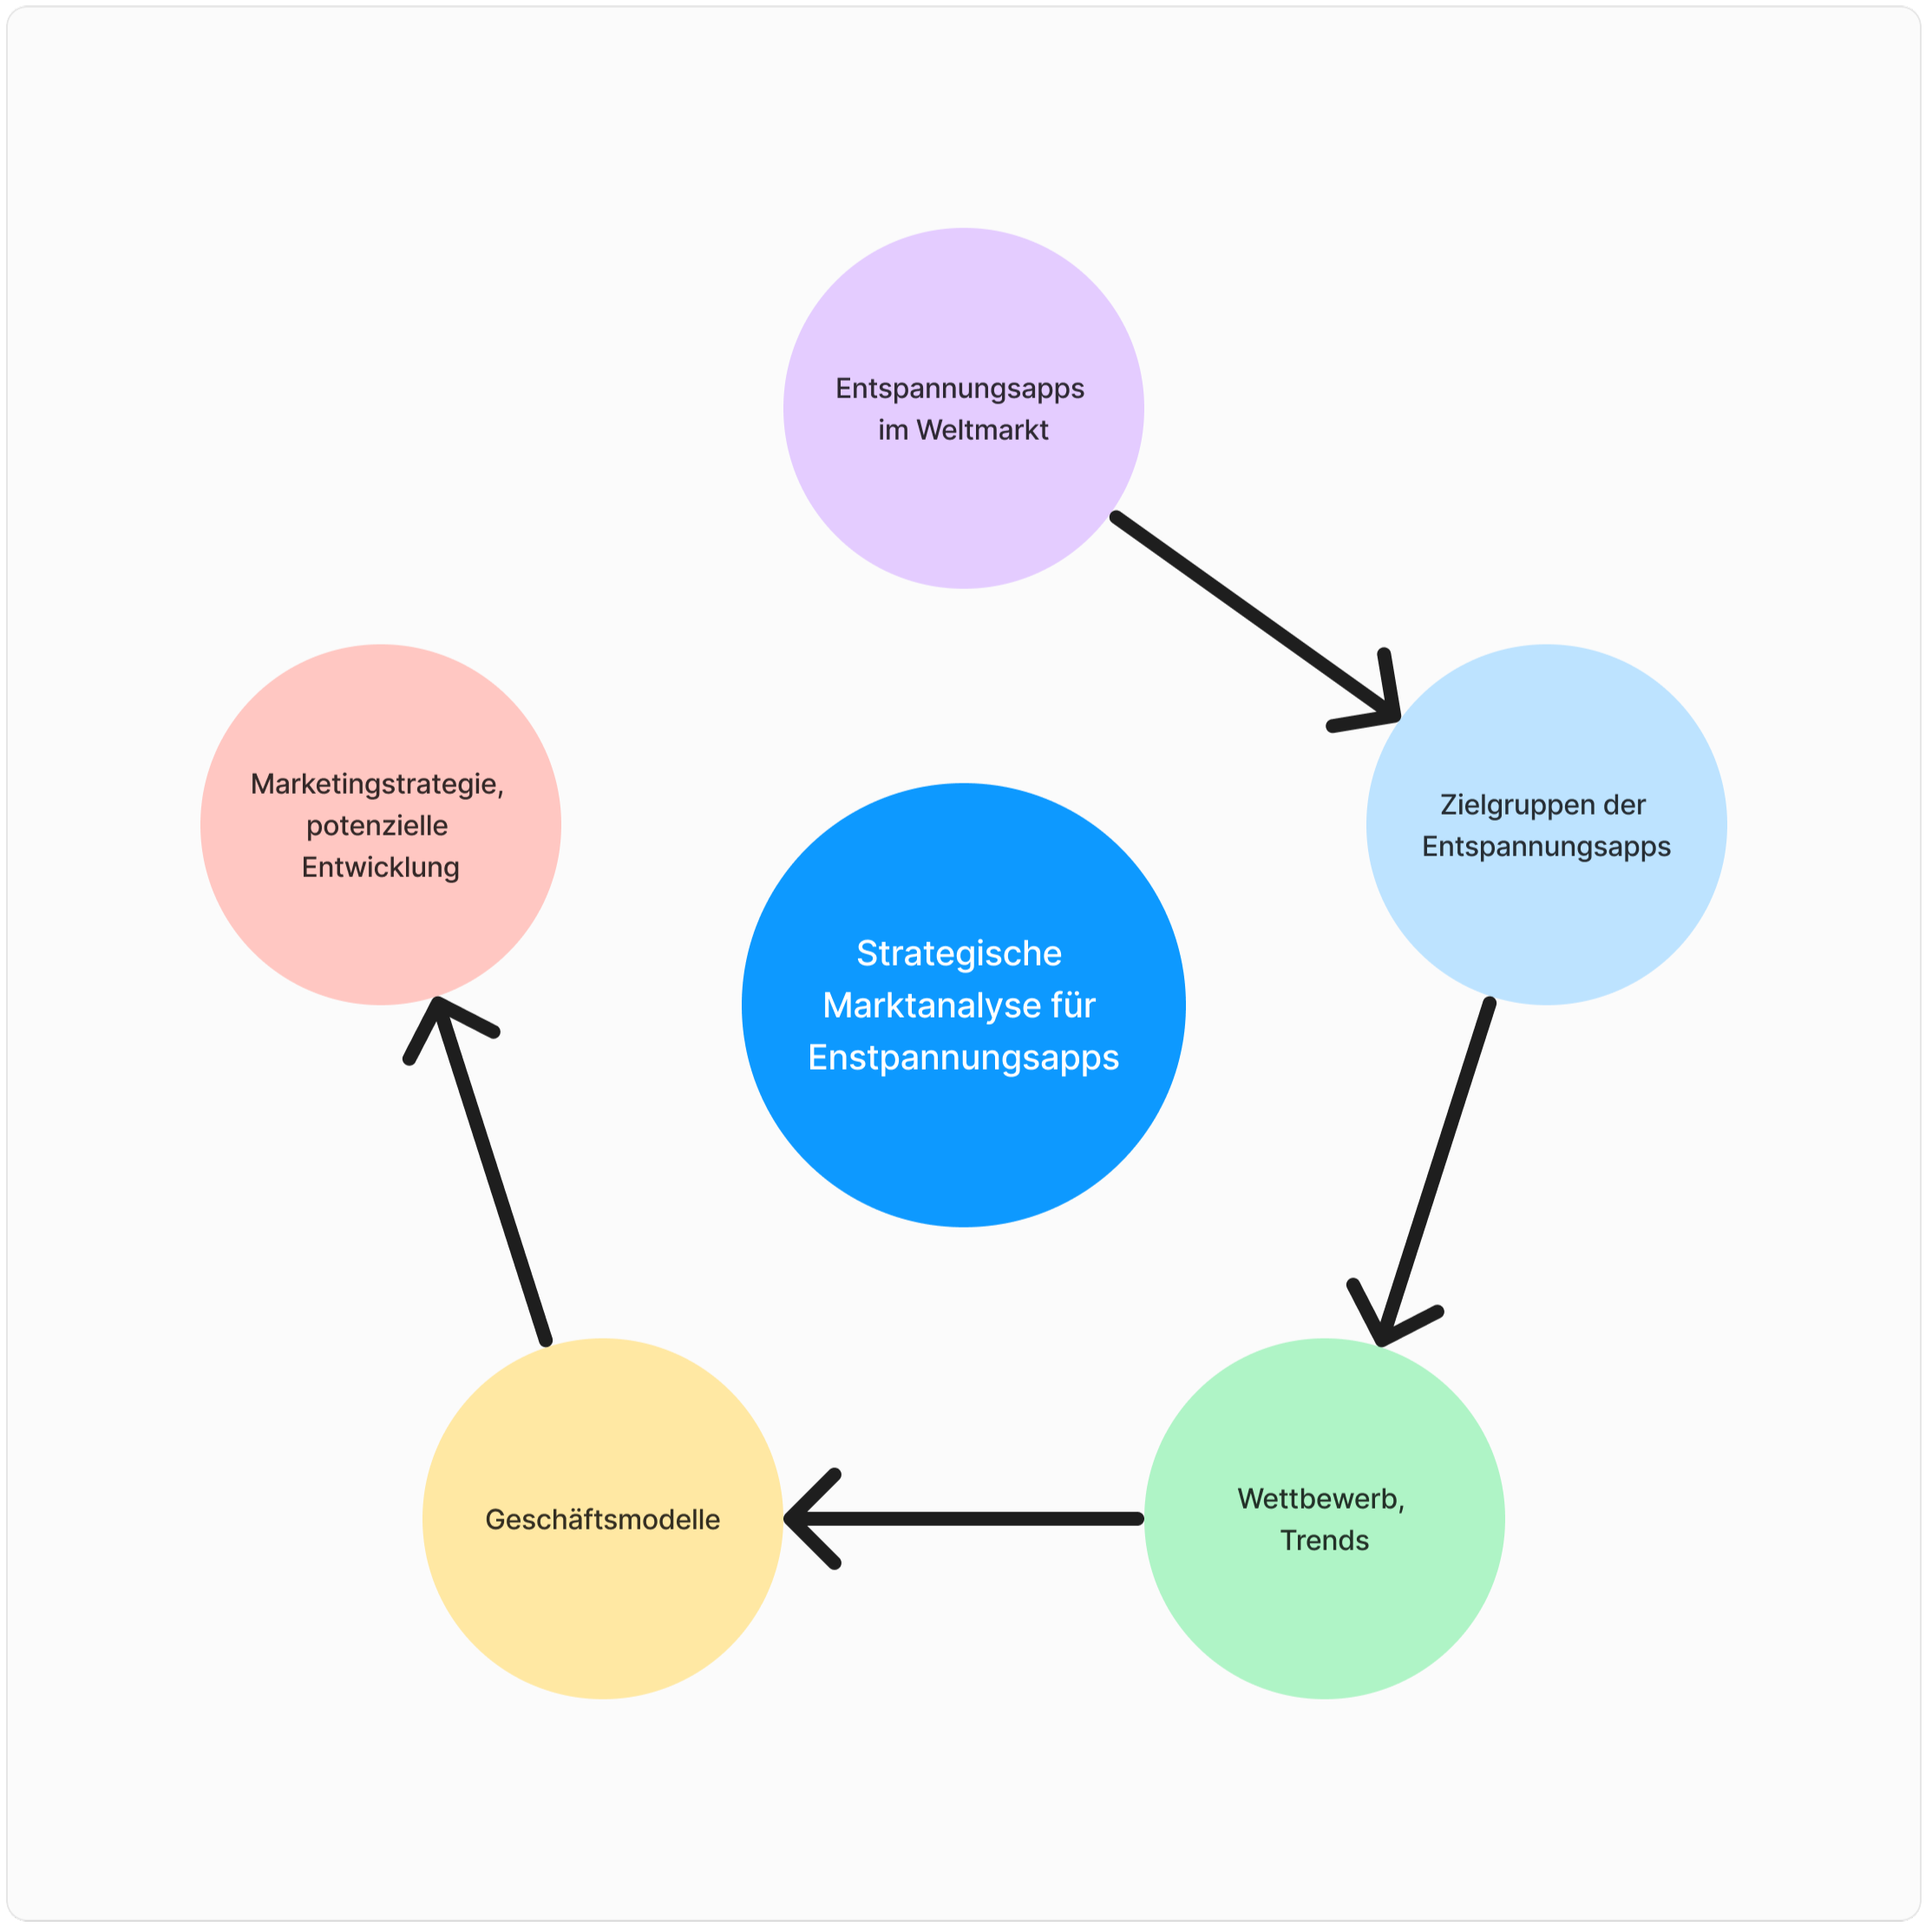 Entspannungsapps
im Weltmarkt
Zielgruppen der
Entspannungsapps
Wettbewerb,
Trends
Geschäftsmodelle
Marketingstrategie,
potenzielle
Entwicklung
Strategische
Marktanalyse für
Enstpannungsapps